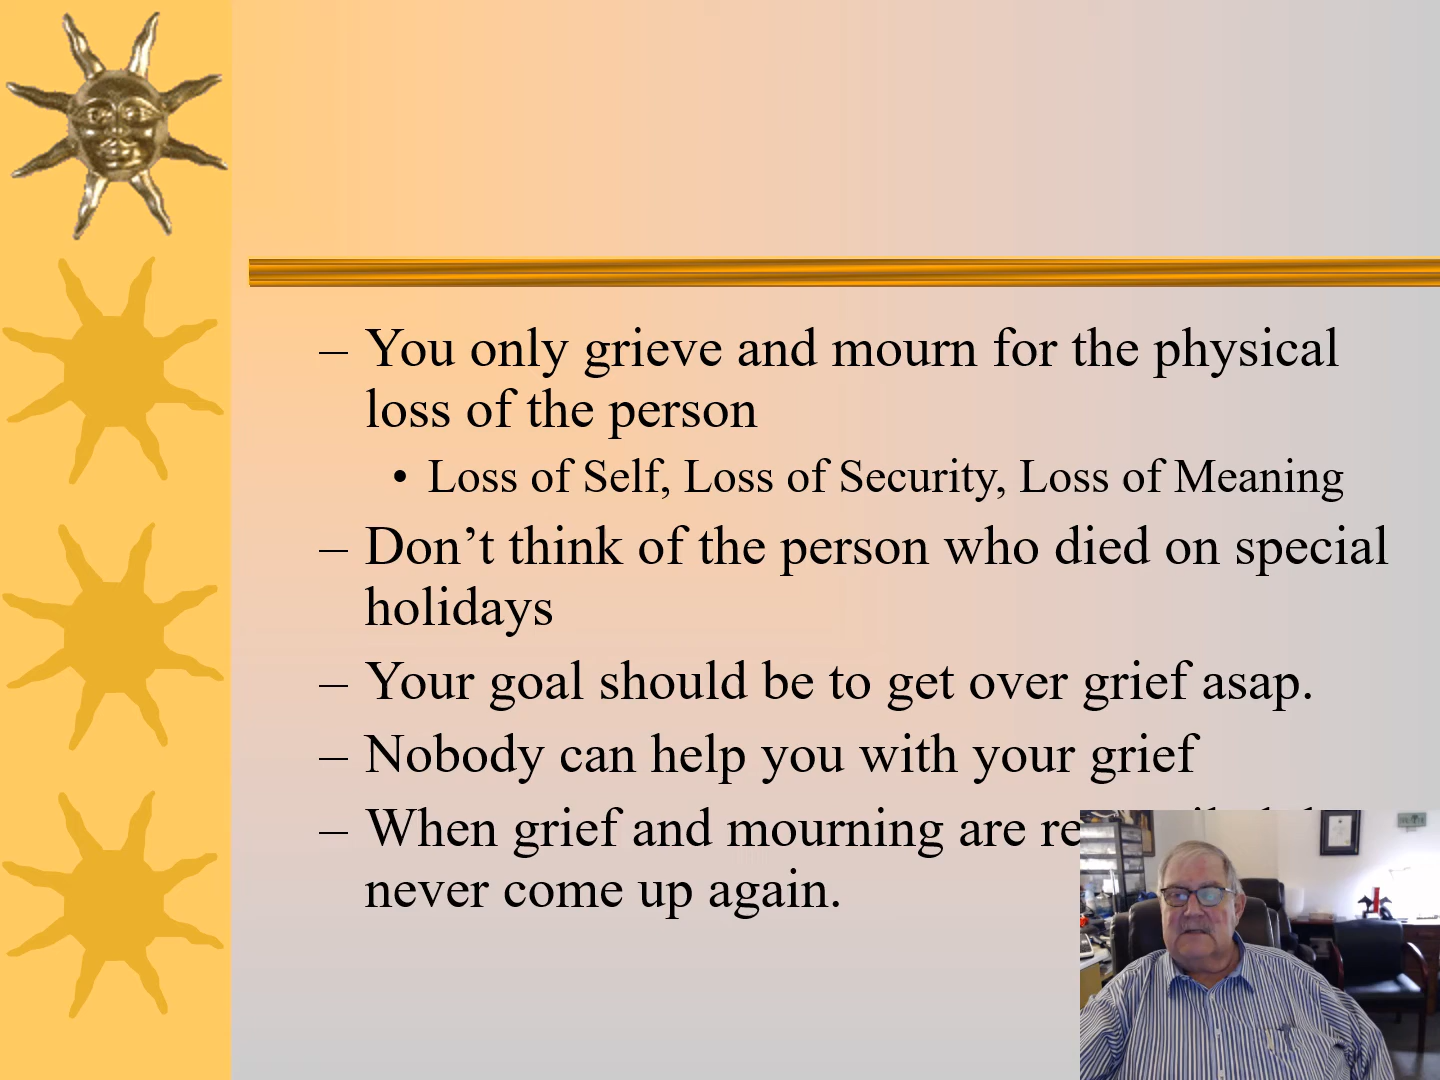 – You only grieve and mourn for the physical
loss of the person
• Loss of Self, Loss of Security, Loss of Meaning
– Don’t think of the person who died on special
holidays
– Your goal should be to get over grief asap.
– Nobody can help you with your grief
– When grief and mourning are
never come up again.